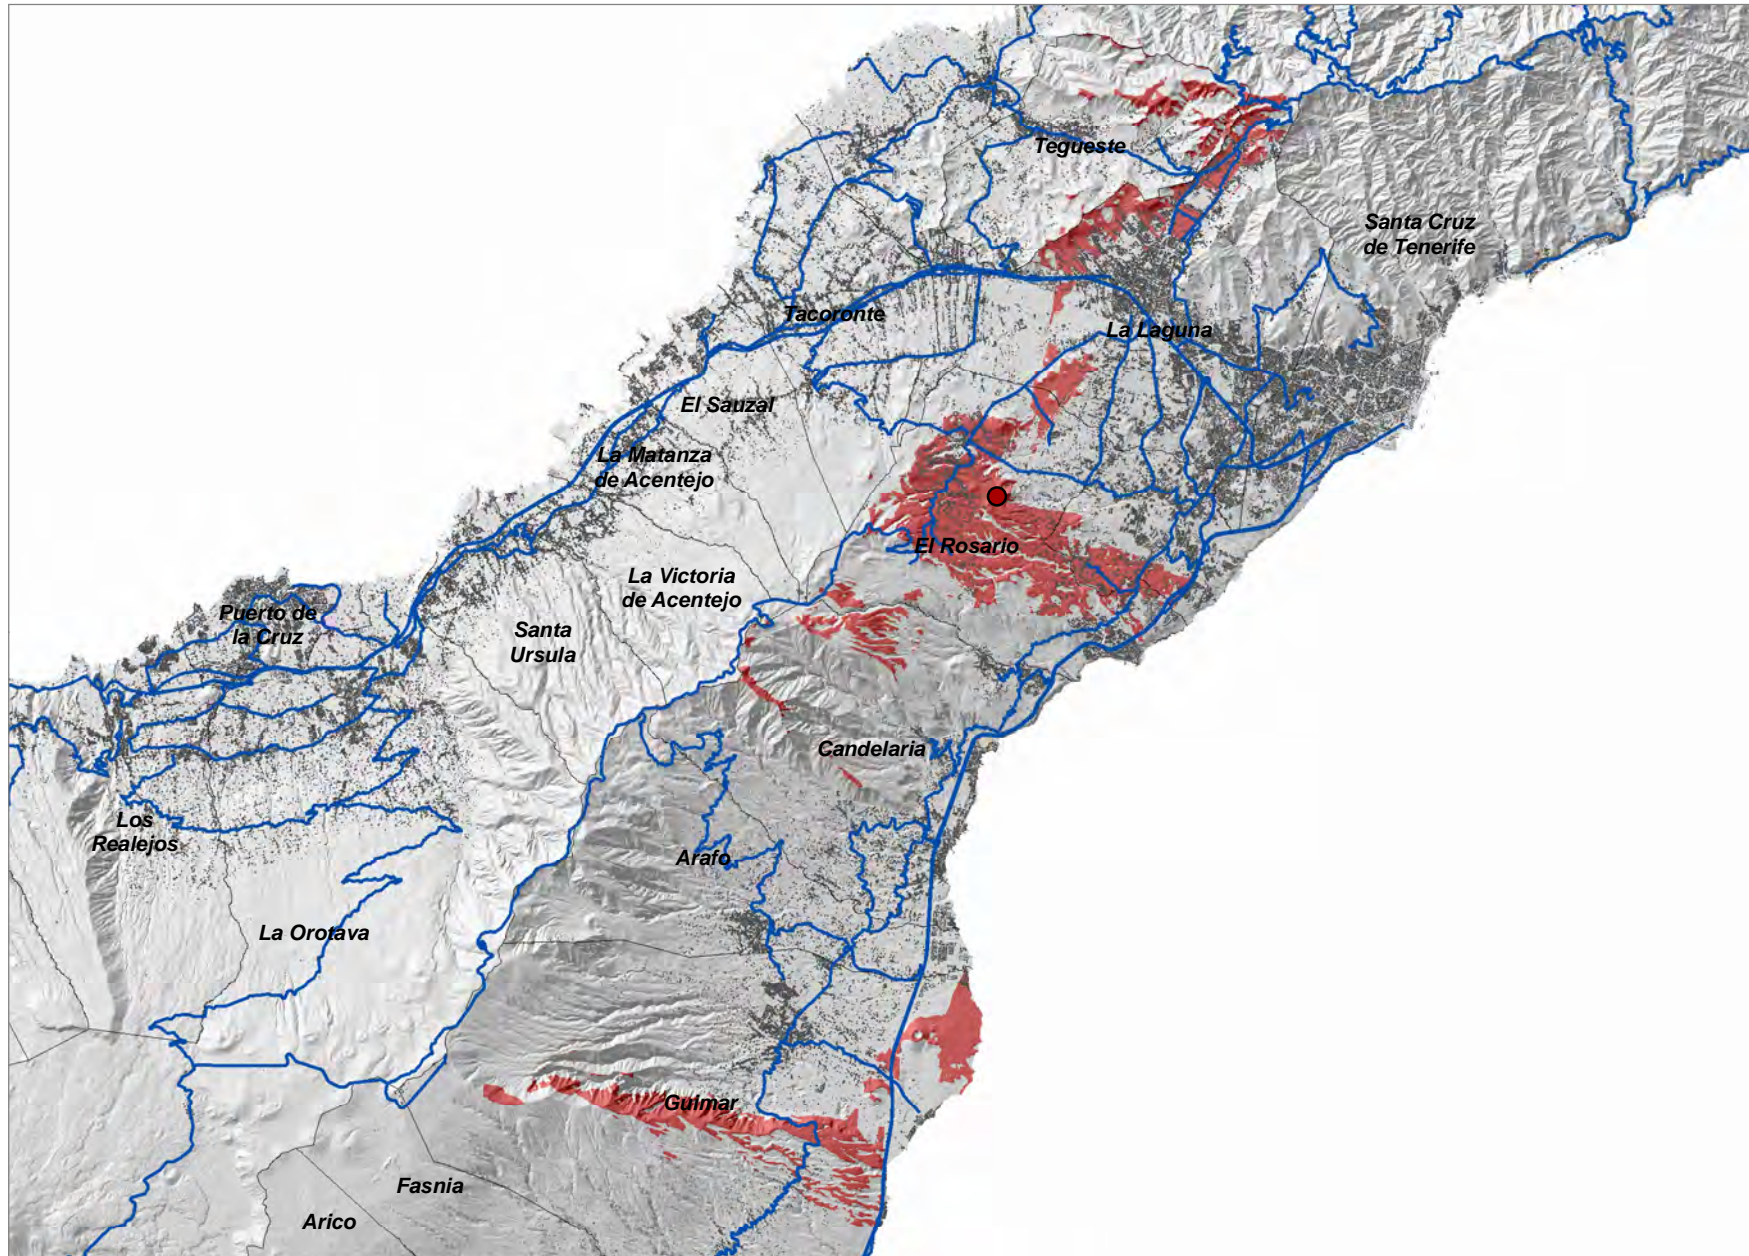 Tegueste
Santa Cruz
de Tenerife
Tacoronte
La Laguna
El Sauzal
La Matanza
de Acentejo
El Rosario
La Victoria
de Acentejo
Puerto de
la Cruz
Santa
Ursula
Candelaria
Los
Realejos
Arafo
La Orotava
Guimar
Fasnia
Arico